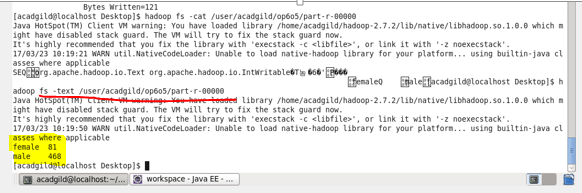 Bytes Written=121
[acadgild@localhost Desktop]$ hadoop fs -cat /user/acadgild/op6o5/part-r-00000
Java HotSpot(TM) Client VM warning: You have loaded library /home/acadgild/hadoop-2.7.2/lib/native/libhadoop.so.1.0.0 which m
ight have disabled stack guard. The VM will try to fix the stack guard now.
It's highly recommended that you fix the library with 'execstack -c <libfile>', or link it with '-z noexecstack'.
17/03/23 10:19:21 WARN util.NativeCodeLoader: Unable to load native-hadoop library for your platform... using builtin-java cl
asses where applicable
SEQ org.apache.hadoop.io.Text org.apache.hadoop.io.IntWritable
femaleQ male [acadgild@localhost Desktop]$ h
adoop fs -text /user/acadgild/op6o5/part-r-00000
Java HotSpot(TM) Client VM warning: You have loaded library /home/acadgild/hadoop-2.7.2/lib/native/libhadoop.so.1.0.0 which m
ight have disabled stack guard. The VM will try to fix the stack guard now.
It's highly recommended that you fix the library with 'execstack -c <libfile>', or link it with '-z noexecstack'.
17/03/23 10:19:50 WARN util.NativeCodeLoader: Unable to load native-hadoop library for your platform... using builtin-java cl
asses where applicable
female 81
male 468
[acadgild@localhost Desktop]$
acadgild@localhost:~/... workspace - Java EE - ...